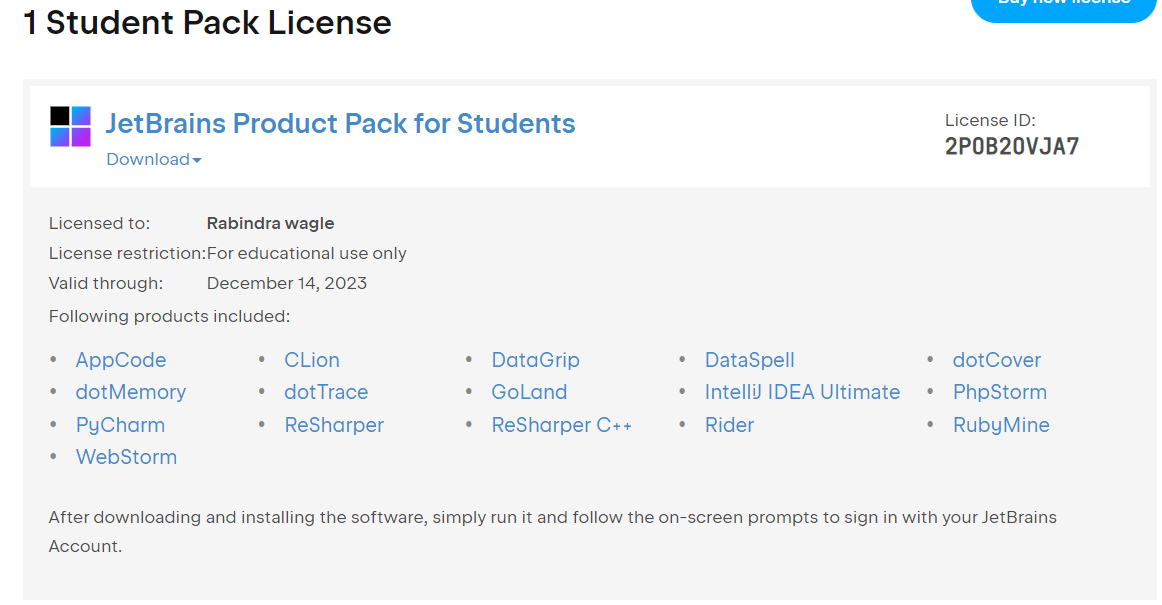 1 Student Pack License
Buy new license
JetBrains Product Pack for Students
Download
License ID:
2P0B20VJA7
Licensed to: Rabindra wagle
License restriction:For educational use only
Valid through: December 14, 2023
Following products included:
• AppCode • CLion • DataGrip • DataSpell • dotCover
• dotMemory • dotTrace • GoLand • IntelliJ IDEA Ultimate • PhpStorm
• PyCharm • ReSharper • ReSharper C++ • Rider • RubyMine
• WebStorm
After downloading and installing the software, simply run it and follow the on-screen prompts to sign in with your JetBrains
Account.